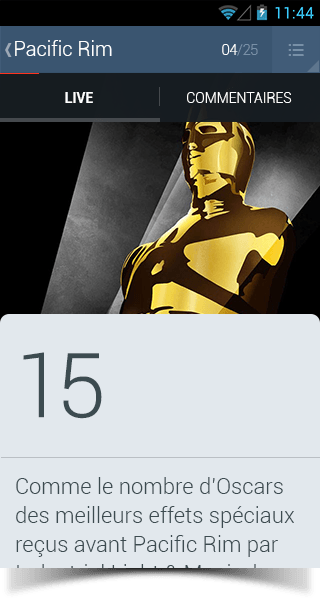 11:44
Pacific Rim 04/25
LIVE COMMENTAIRES
15
Comme le nombre d'Oscars
des meilleurs effets spéciaux
reçus avant Pacific Rim par